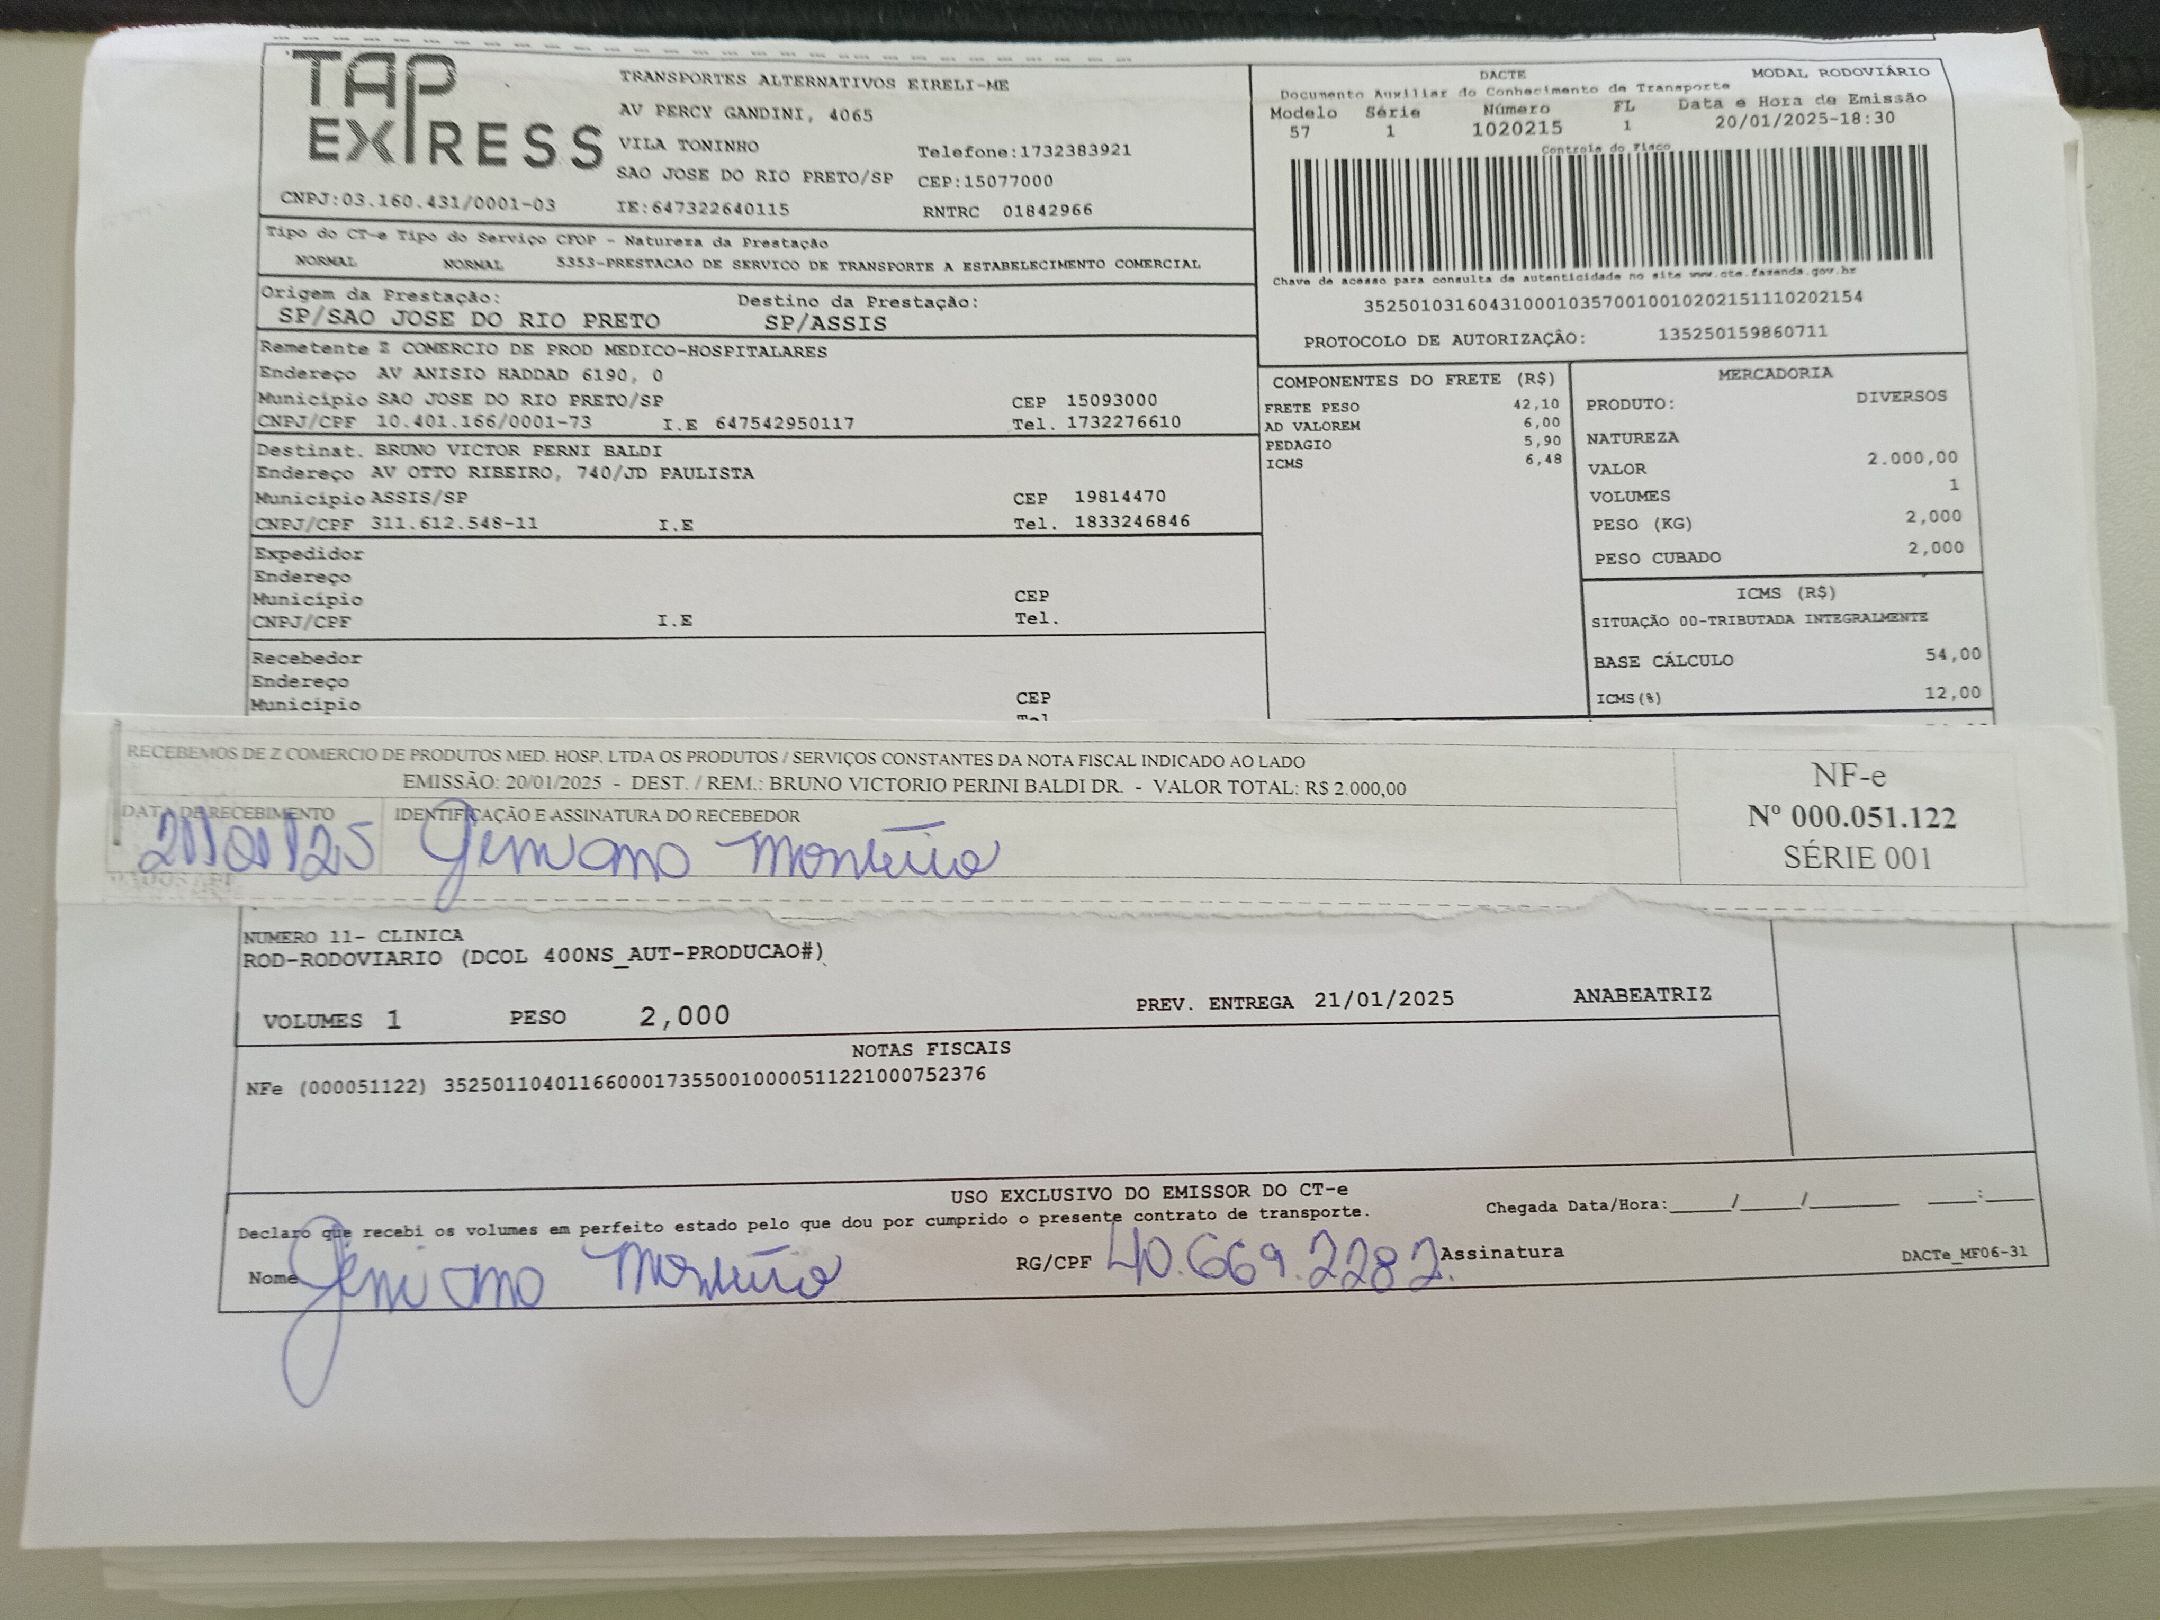 TAP EXPRESS
TRANSPORTES ALTERNATIVOS EIRELI-ME
AV PERCY GANDINI, 4065
VILA TONINHO
Telefone:1732383921
SAO JOSE DO RIO PRETO/SP CEP:15077000
CNPJ:03.160.431/0001-03 IE:647322640115 RNTRC 01842966
DACTE MODAL RODOVIÁRIO
Documento Auxiliar do Conhecimento de Transporte
Modelo Série Número FL Data e Hora de Emissão
57 1 1020215 1 20/01/2025-18:30
Controle do Fisco
Chave de acesso para consulta de autenticidade no site www.cte.fazenda.gov.br
35250103160431000103570010010202151110202154
PROTOCOLO DE AUTORIZAÇÂO: 135250159860711
Tipo do CT-e Tipo do Serviço CFOP - Natureza da Prestação
NORMAL NORMAL 5353-PRESTACAO DE SERVICO DE TRANSPORTE A ESTABELECIMENTO COMERCIAL
Origem da Prestação: Destino da Prestação:
SP/SAO JOSE DO RIO PRETO SP/ASSIS
Remetente Z COMERCIO DE PROD MEDICO-HOSPITALARES
Endereço AV ANISIO HADDAD 6190, 0
Município SAO JOSE DO RIO PRETO/SP CEP 15093000
CNPJ/CPF 10.401.166/0001-73 I.E 647542950117 Tel. 1732276610
Destinat. BRUNO VICTOR PERNI BALDI
Endereço AV OTTO RIBEIRO, 740/JD PAULISTA
Município ASSIS/SP CEP 19814470
CNPJ/CPF 311.612.548-11 I.E Tel. 1833246846
Expedidor
Endereço
Município CEP
CNPJ/CPF I.E Tel.
Recebedor
Endereço
Município CEP
Tel
COMPONENTES DO FRETE (R$)
FRETE PESO 42,10
AD VALOREM 6,00
PEDAGIO 5,90
ICMS 6,48
MERCADORIA
PRODUTO: DIVERSOS
NATUREZA
VALOR 2.000,00
VOLUMES 1
PESO (KG) 2,000
PESO CUBADO 2,000
ICMS (R$)
SITUAÇÃO 00-TRIBUTADA INTEGRALMENTE
BASE CÁLCULO 54,00
ICMS(%) 12,00
RECEBEMOS DE Z COMERCIO DE PRODUTOS MED. HOSP. LTDA OS PRODUTOS / SERVIÇOS CONSTANTES DA NOTA FISCAL INDICADO AO LADO
EMISSÃO: 20/01/2025 - DEST. / REM.: BRUNO VICTORIO PERINI BALDI DR. - VALOR TOTAL: R$ 2.000,00
DATA DE RECEBIMENTO IDENTIFICAÇÃO E ASSINATURA DO RECEBEDOR
21/01/25 Genivano Monteiro
NF-e
Nº 000.051.122
SÉRIE 001
NUMERO 11- CLINICA
ROD-RODOVIARIO (DCOL 400NS_AUT-PRODUCAO#)
VOLUMES 1 PESO 2,000 PREV. ENTREGA 21/01/2025 ANABEATRIZ
NOTAS FISCAIS
NFe (000051122) 35250110401166000173550010000511221000752376
USO EXCLUSIVO DO EMISSOR DO CT-e
Declaro que recebi os volumes em perfeito estado pelo que dou por cumprido o presente contrato de transporte.
Chegada Data/Hora:_____/_____/_______ ____:____
Nome Genivano Monteiro RG/CPF 40.669.2282. Assinatura
DACTe_MF06-31